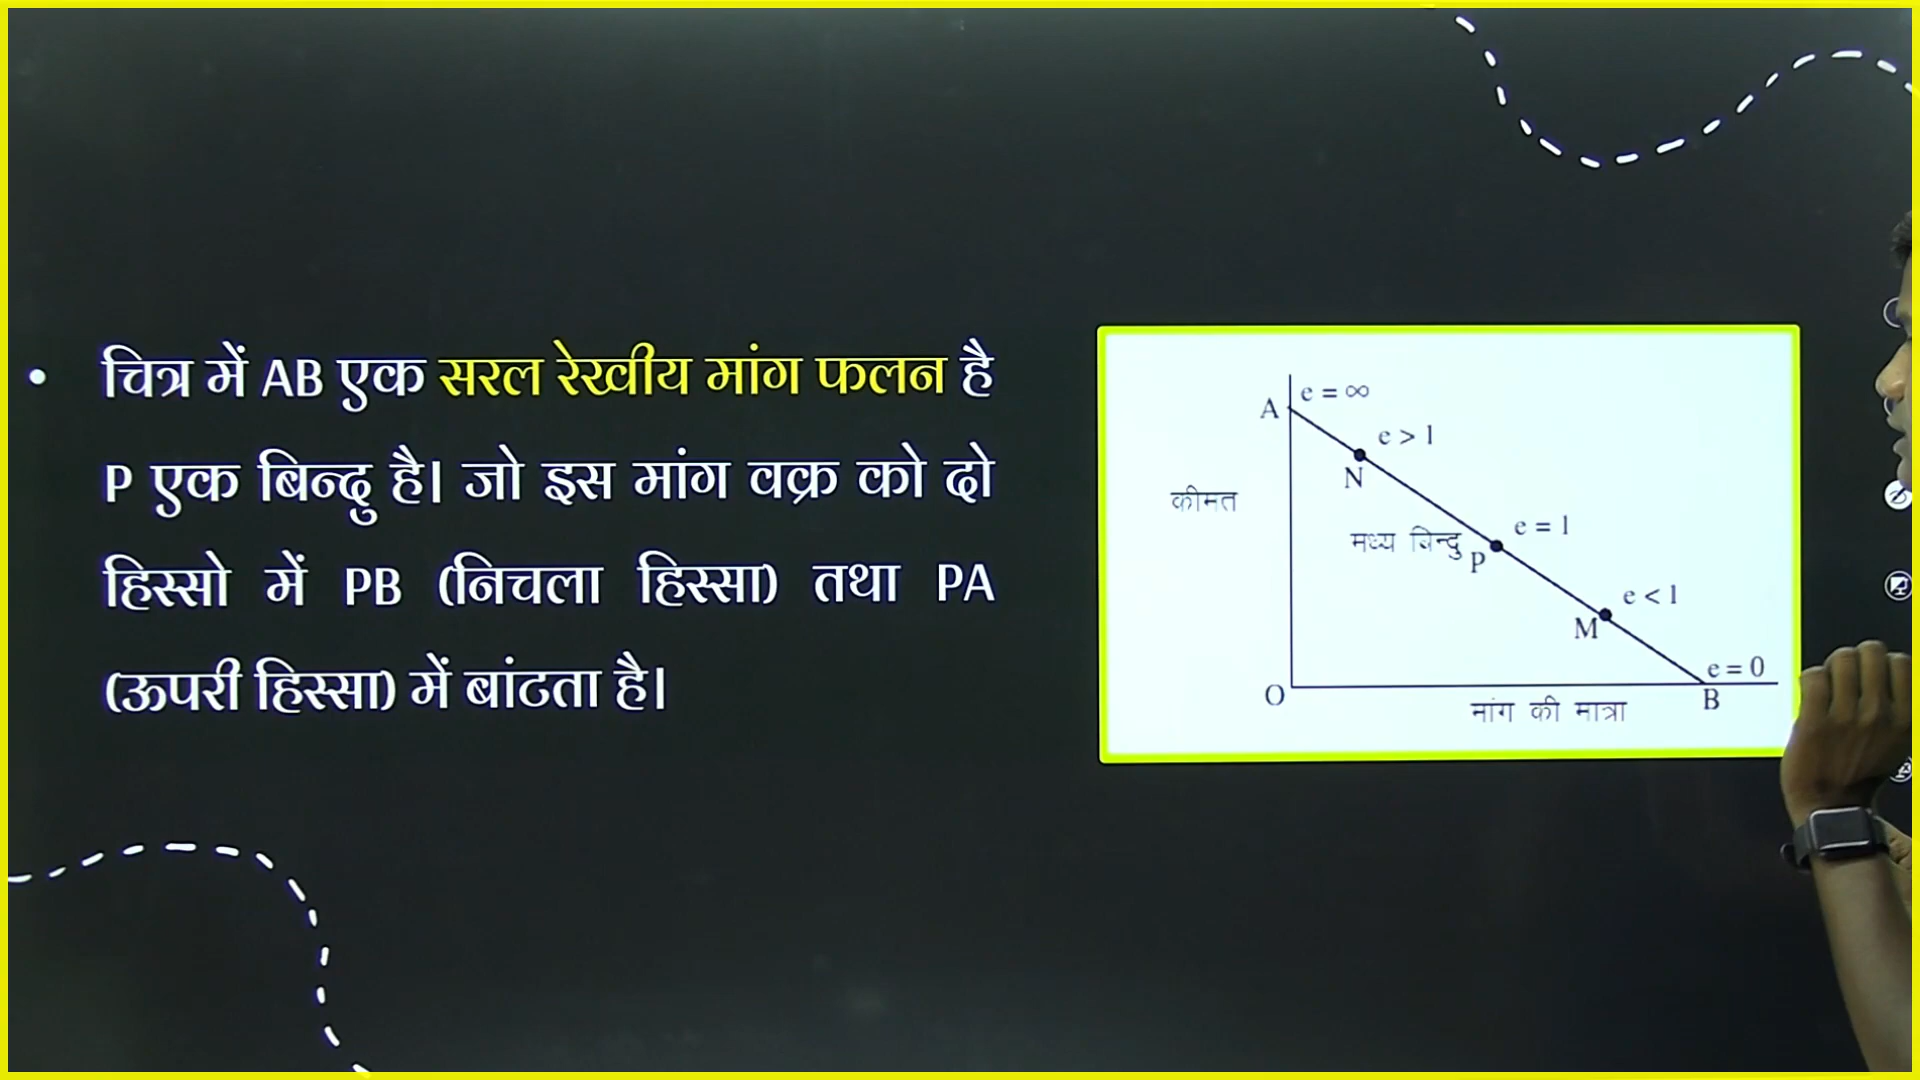 • चित्र में AB एक सरल रेखीय मांग फलन है
P एक बिन्दु है। जो इस मांग वक्र को दो
हिस्सो में PB (निचला हिस्सा) तथा PA
(ऊपरी हिस्सा) में बांटता है।
A e = ∞
e > 1
N
कीमत
e = 1
मध्य बिन्दु P
e < 1
M
e = 0
O B
मांग की मात्रा